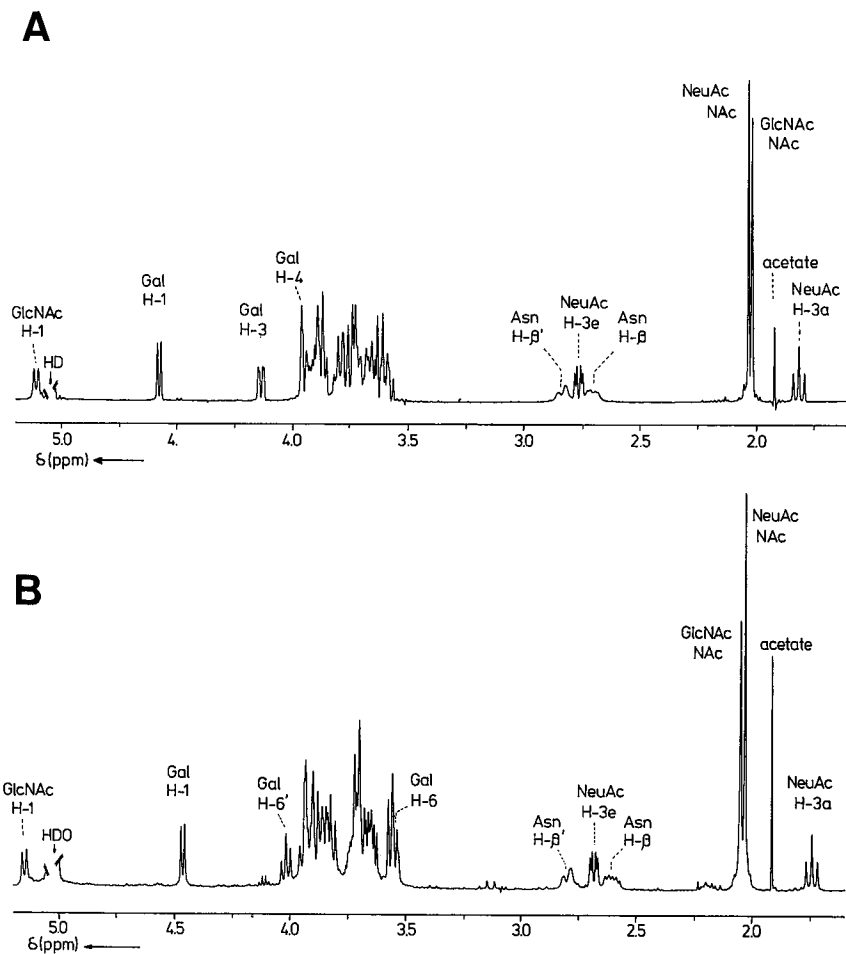 A
NeuAc
NAc
GlcNAc
NAc
acetate
NeuAc
H-3a
Gal
H-4
Gal
H-1
Gal
H-3
GlcNAc
H-1
HD
Asn
H-β'
NeuAc
H-3e
Asn
H-β
5.0 4. 4.0 3.5 3.0 2.5 2.0
δ(ppm)
B
NeuAc
NAc
GlcNAc
NAc
acetate
GlcNAc
H-1
HDO
Gal
H-1
Gal
H-6'
Gal
H-6
Asn
H-β'
NeuAc
H-3e
Asn
H-β
NeuAc
H-3a
5.0 4.5 4.0 3.5 3.0 2.5 2.0
δ(ppm)